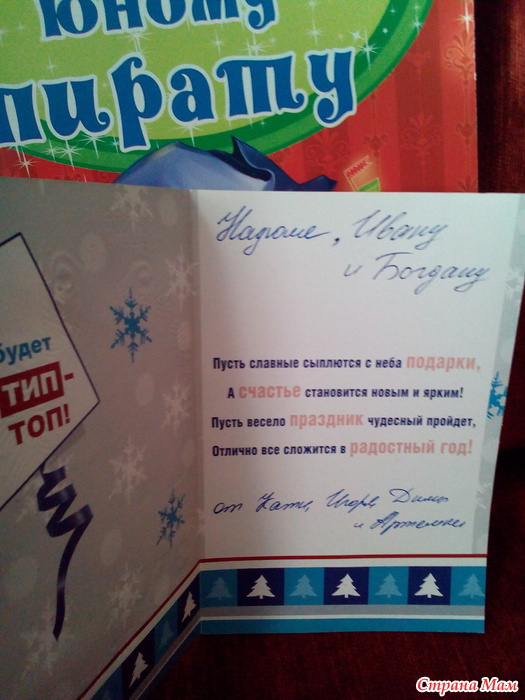 юному
пирату
Ивану
и Богдану
будет
ТИП-
ТОП!
Пусть славные сыплются с неба подарки,
А счастье становится новым и ярким!
Пусть весело праздник чудесный пройдет,
Отлично все сложится в радостный год!
от Кати, Игоря, Димы
и Артемки
Страна Мам